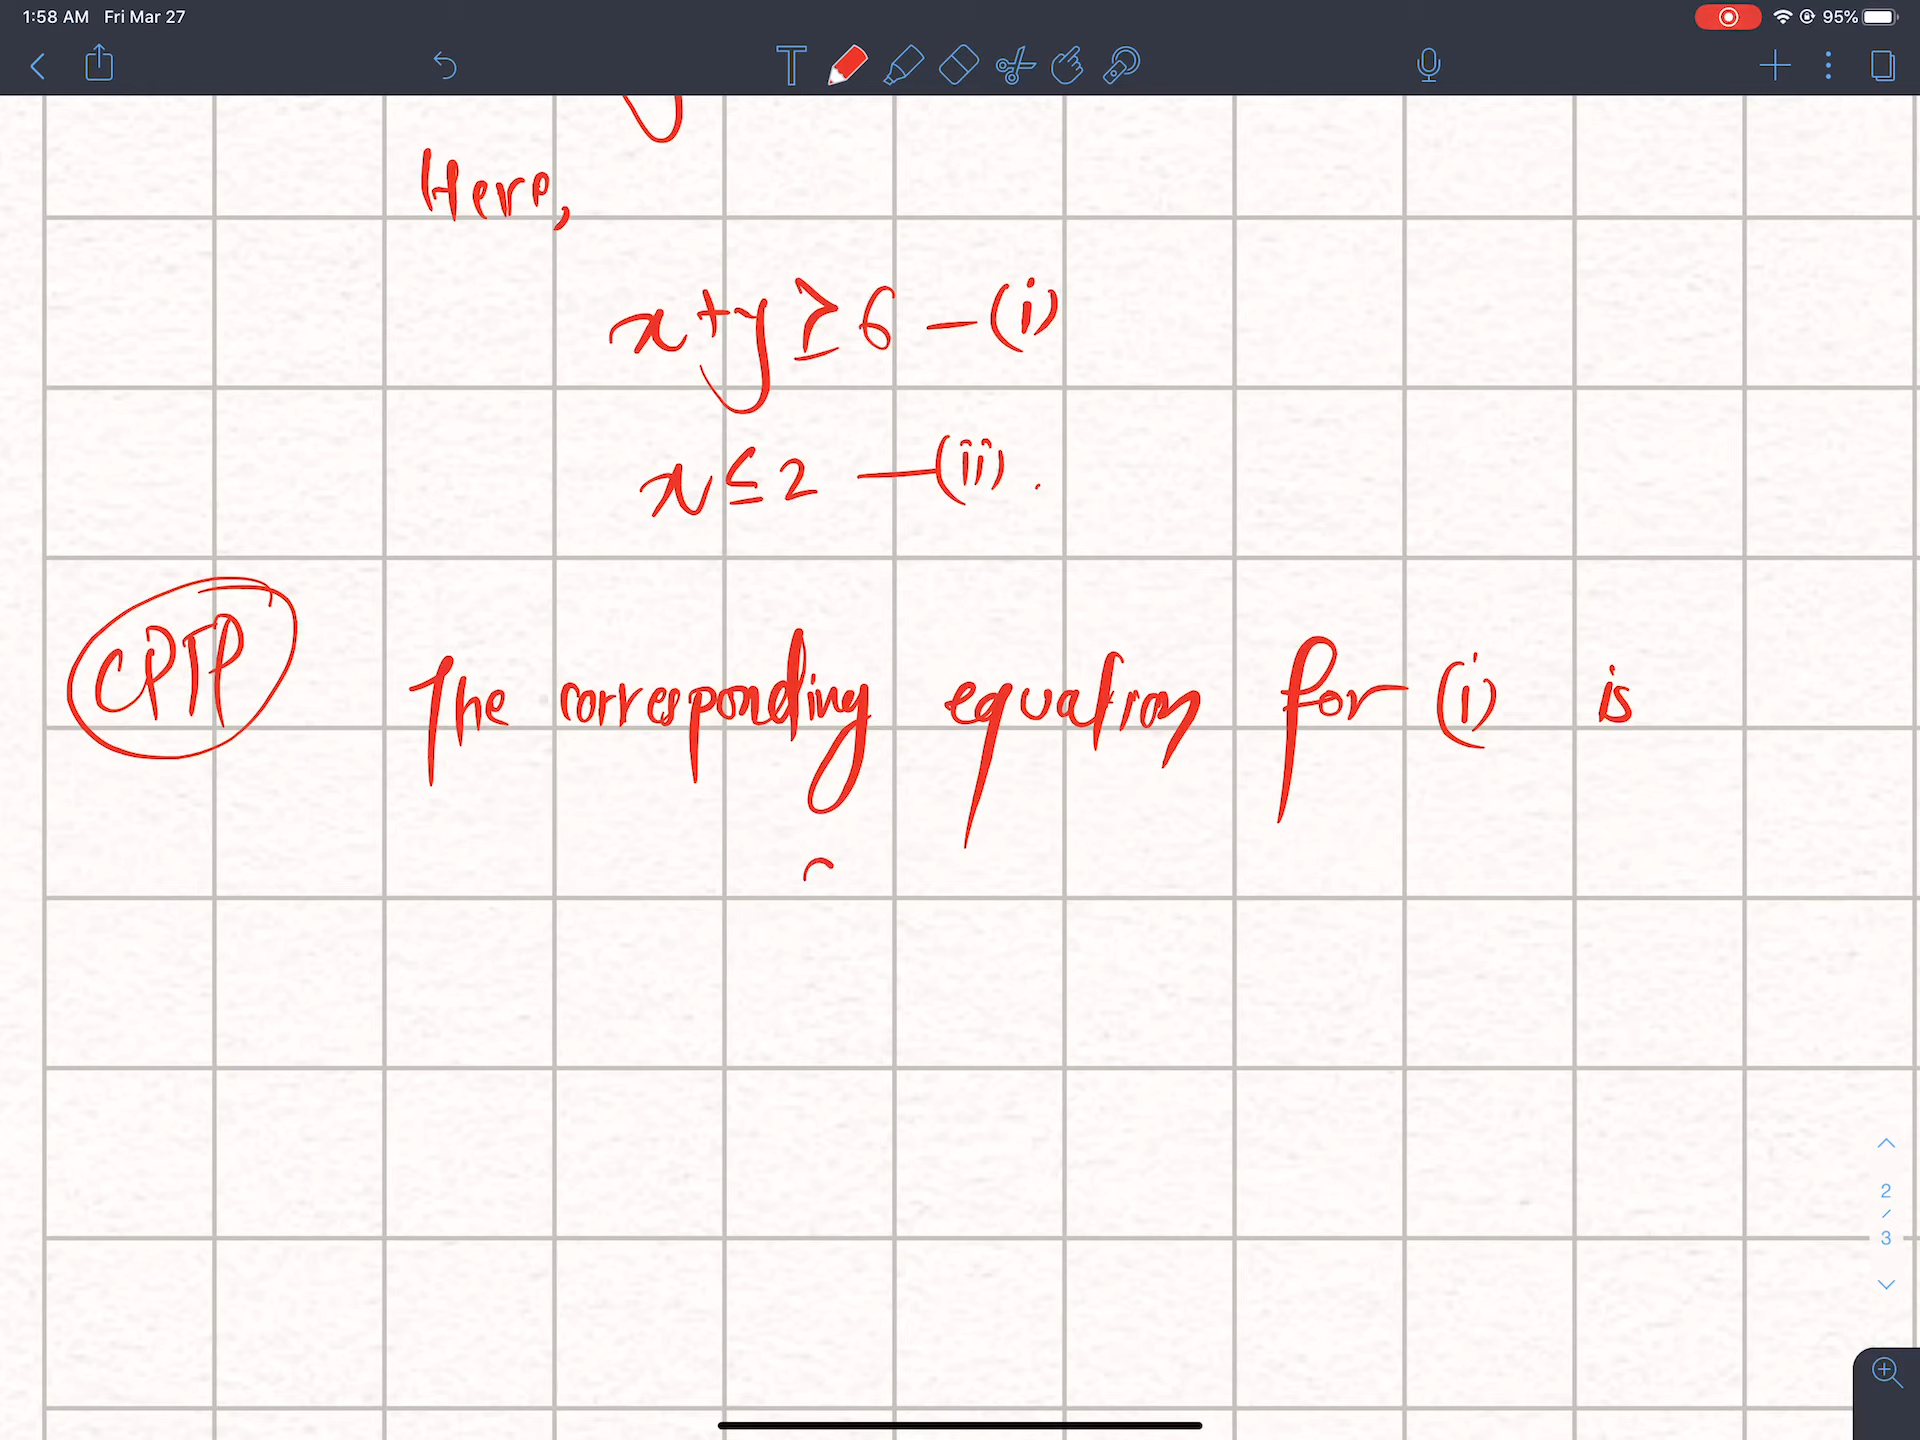 1:58 AM Fri Mar 27
95%
Here,
x+y ≥ 6 — (i)
x ≤ 2 — (ii).
CPTP
The corresponding equation for (i) is
2
/
3